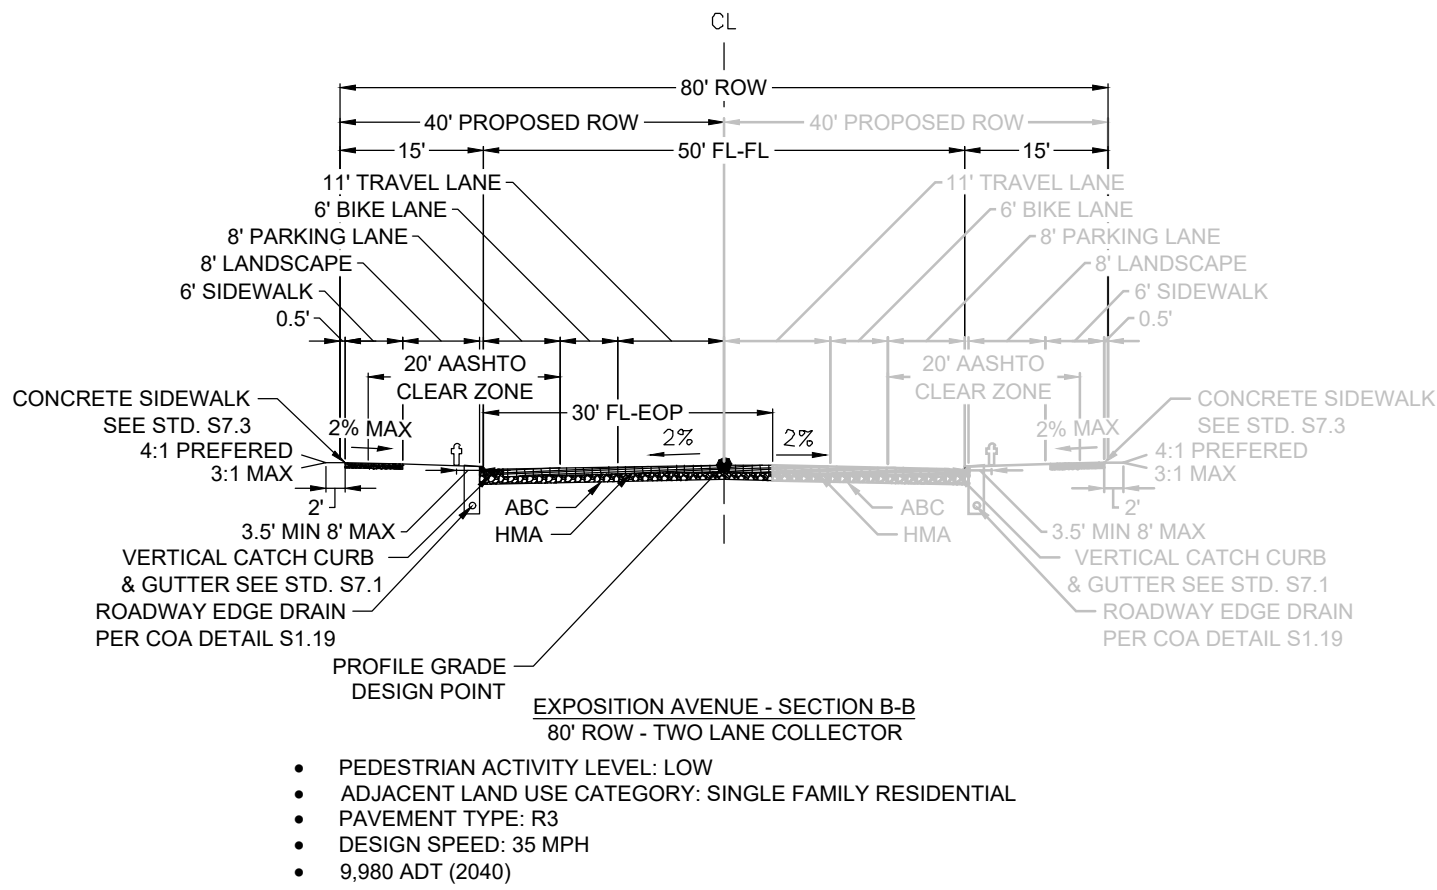 CL
80' ROW
40' PROPOSED ROW 40' PROPOSED ROW
15' 50' FL-FL 15'
11' TRAVEL LANE 11' TRAVEL LANE
6' BIKE LANE 6' BIKE LANE
8' PARKING LANE 8' PARKING LANE
8' LANDSCAPE 8' LANDSCAPE
6' SIDEWALK 6' SIDEWALK
0.5' 0.5'
20' AASHTO 20' AASHTO
CLEAR ZONE CLEAR ZONE
CONCRETE SIDEWALK 30' FL-EOP CONCRETE SIDEWALK
SEE STD. S7.3 2% MAX 2% 2% 2% MAX SEE STD. S7.3
4:1 PREFERED 4:1 PREFERED
3:1 MAX 3:1 MAX
2' ABC ABC 2'
3.5' MIN 8' MAX HMA HMA 3.5' MIN 8' MAX
VERTICAL CATCH CURB VERTICAL CATCH CURB
& GUTTER SEE STD. S7.1 & GUTTER SEE STD. S7.1
ROADWAY EDGE DRAIN ROADWAY EDGE DRAIN
PER COA DETAIL S1.19 PER COA DETAIL S1.19
PROFILE GRADE
DESIGN POINT
EXPOSITION AVENUE - SECTION B-B
80' ROW - TWO LANE COLLECTOR
• PEDESTRIAN ACTIVITY LEVEL: LOW
• ADJACENT LAND USE CATEGORY: SINGLE FAMILY RESIDENTIAL
• PAVEMENT TYPE: R3
• DESIGN SPEED: 35 MPH
• 9,980 ADT (2040)